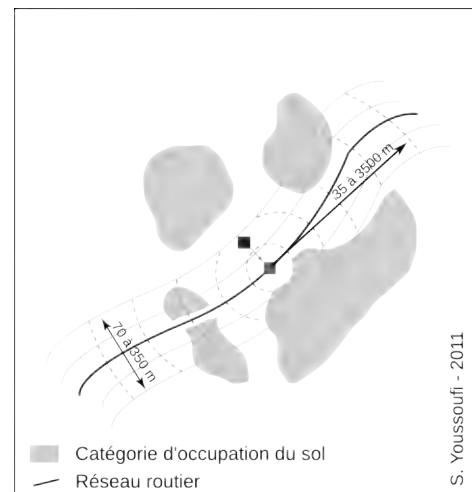 35 à 3500 m
70 à 350 m
Catégorie d'occupation du sol
Réseau routier
S. Youssoufi - 2011